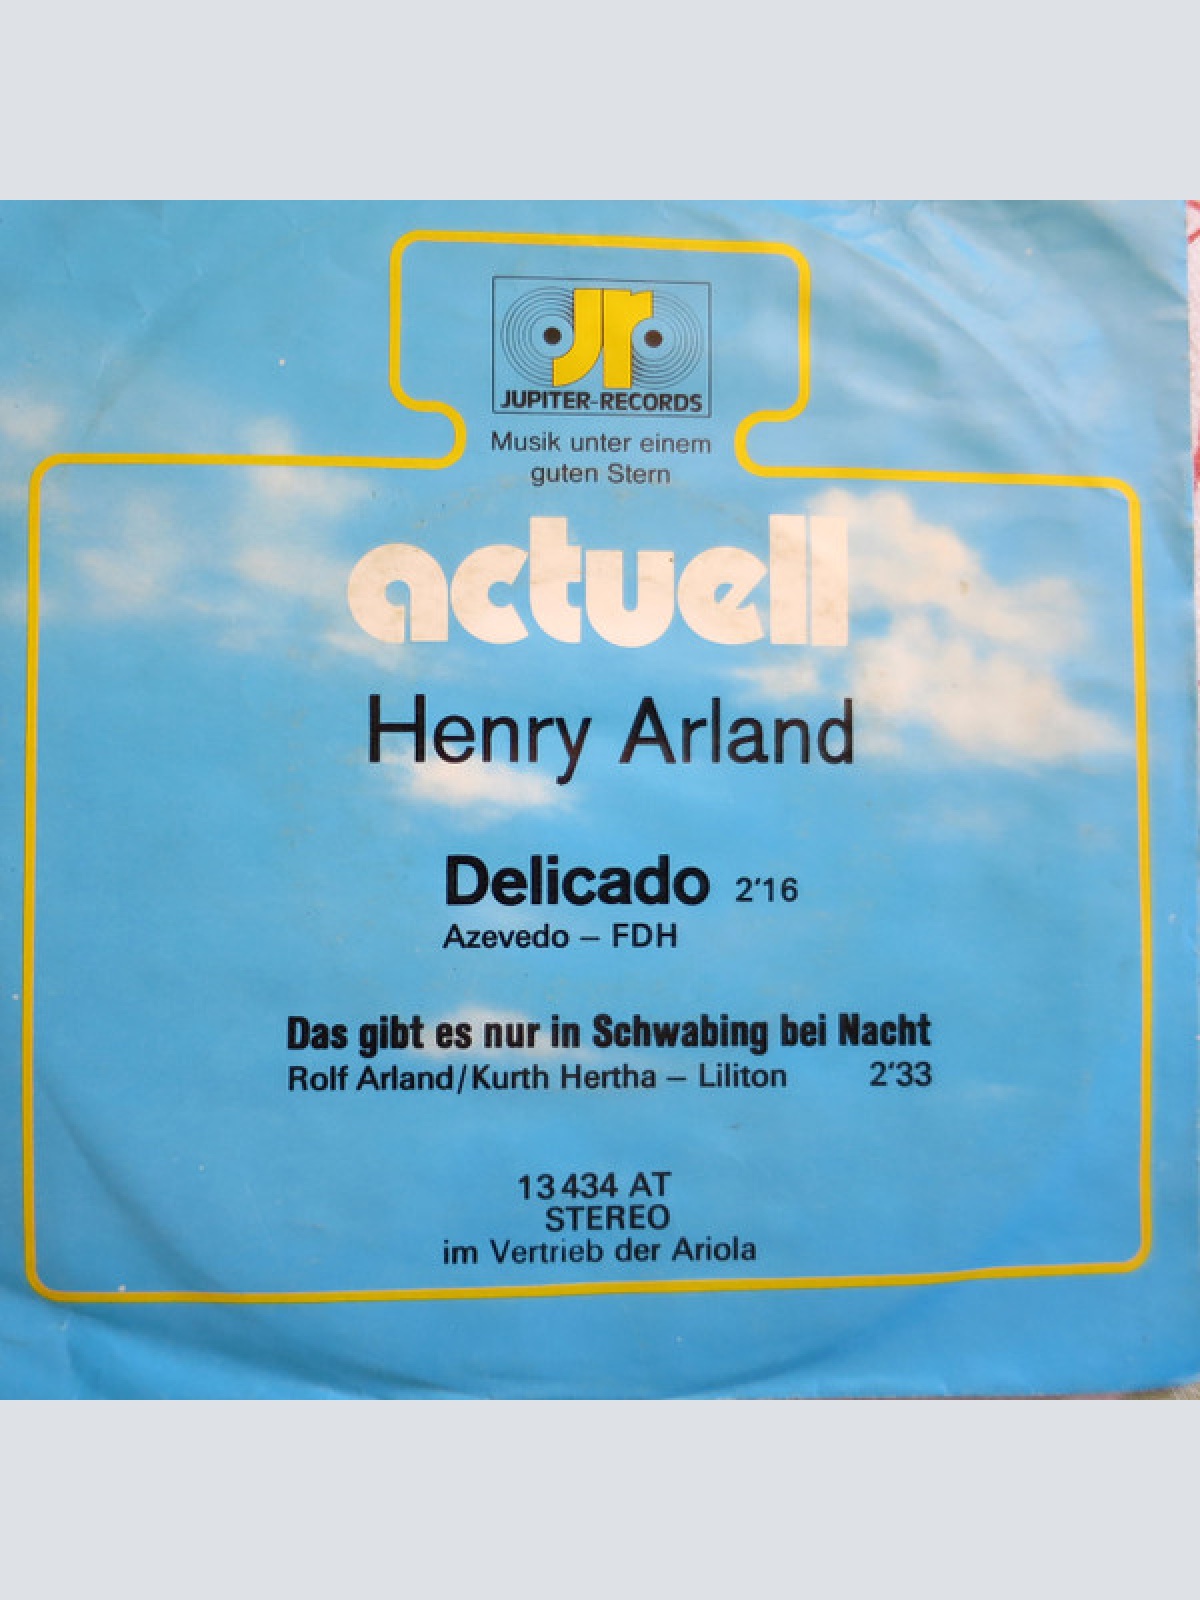 jr
JUPITER-RECORDS
Musik unter einem
guten Stern
actuell
Henry Arland
Delicado 2'16
Azevedo – FDH
Das gibt es nur in Schwabing bei Nacht
Rolf Arland/Kurth Hertha – Liliton 2'33
13 434 AT
STEREO
im Vertrieb der Ariola